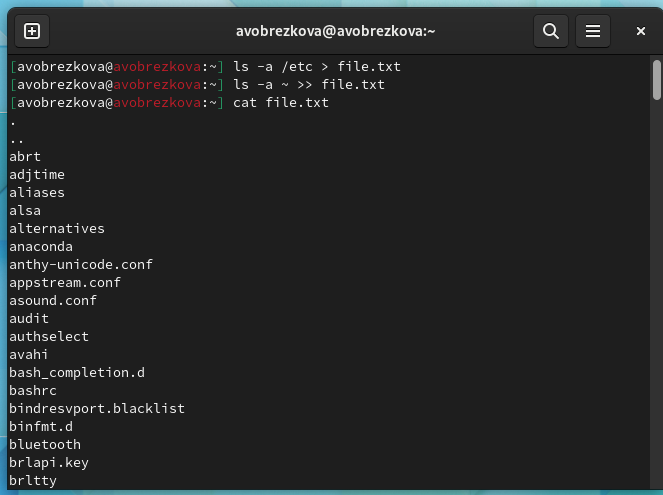 avobrezkova@avobrezkova:~
[avobrezkova@avobrezkova:~] ls -a /etc > file.txt
[avobrezkova@avobrezkova:~] ls -a ~ >> file.txt
[avobrezkova@avobrezkova:~] cat file.txt
.
..
abrt
adjtime
aliases
alsa
alternatives
anaconda
anthy-unicode.conf
appstream.conf
asound.conf
audit
authselect
avahi
bash_completion.d
bashrc
bindresvport.blacklist
binfmt.d
bluetooth
brlapi.key
brltty